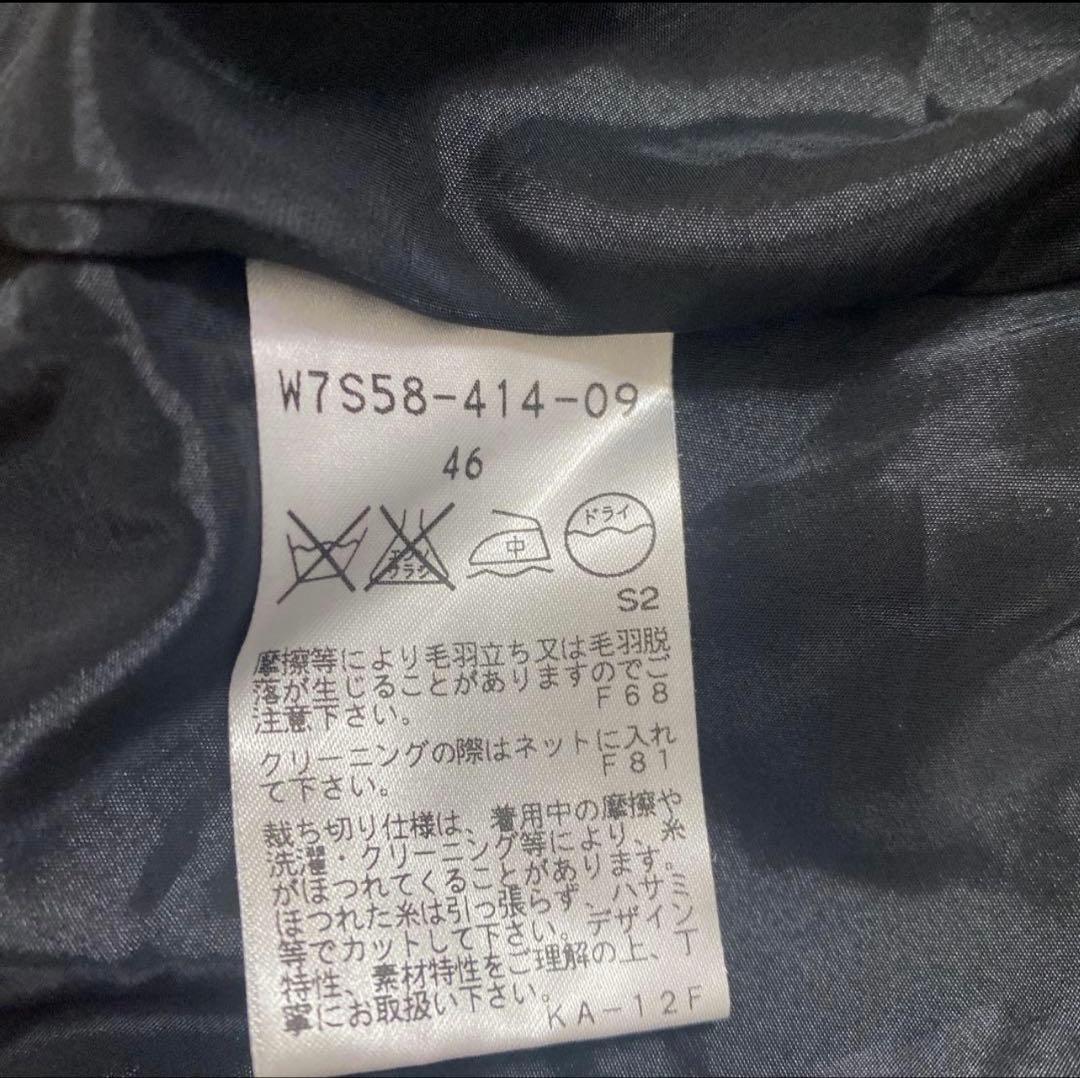 W7S58-414-09
46
エンソ
クラシ
中
ドライ
S2
摩擦等により毛羽立ち又は毛羽脱
落が生じることがありますのでご
注意下さい。 F68
クリーニングの際はネットに入れ
て下さい。 F81
裁ち切り仕様は、着用中の摩擦や
洗濯・クリーニング等により、糸
がほつれてくることがあります。
ほつれた糸は引っ張らず、ハサミ
等でカットして下さい。デザイン
特性、素材特性をご理解の上、丁
寧にお取扱い下さい。
KA-12F